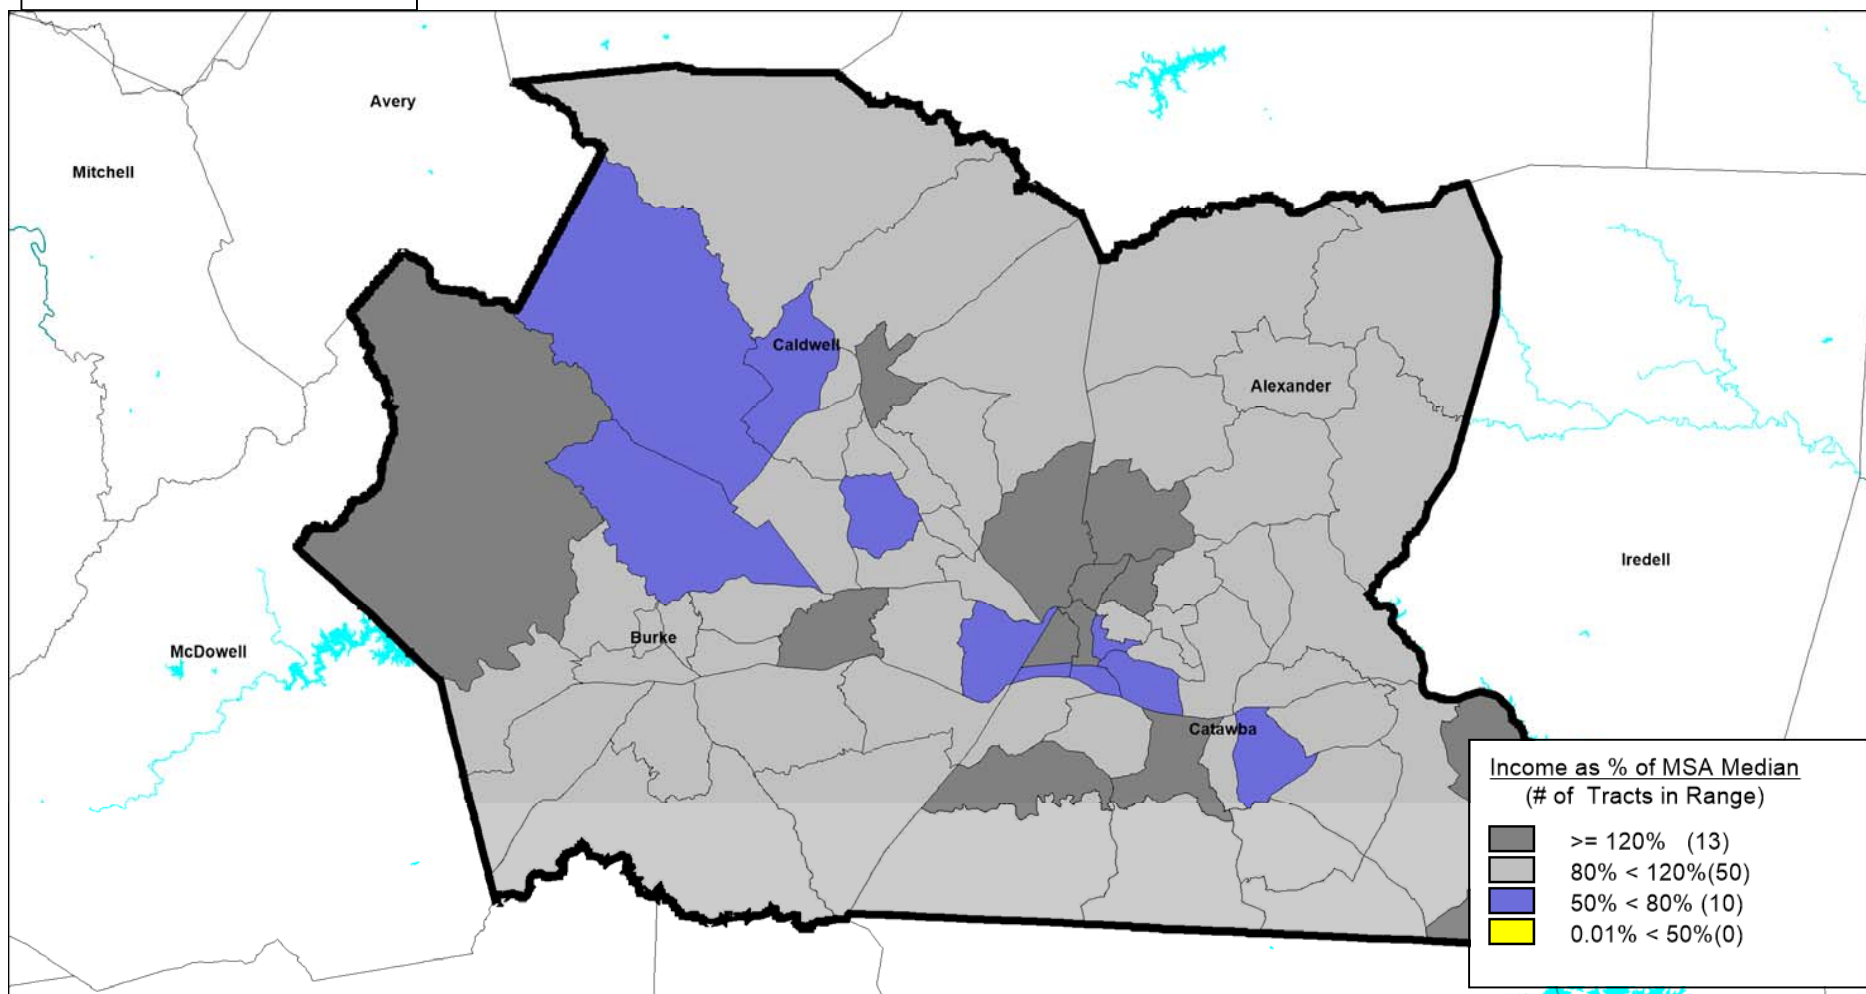 Avery
Mitchell
Caldwell
Alexander
Iredell
Burke
McDowell
Catawba
Income as % of MSA Median
(# of Tracts in Range)
>= 120% (13)
80% < 120%(50)
50% < 80% (10)
0.01% < 50%(0)